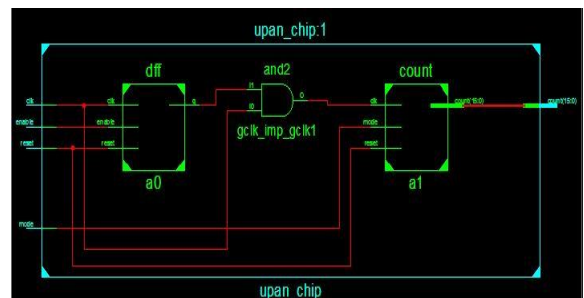 upan_chip:1
dff
and2
count
clk
clk
q
I1
O
clk
count(15:0)
count(15:0)
enable
enable
I0
mode
reset
reset
gclk_imp_gclk1
reset
a0
a1
mode
upan_chip